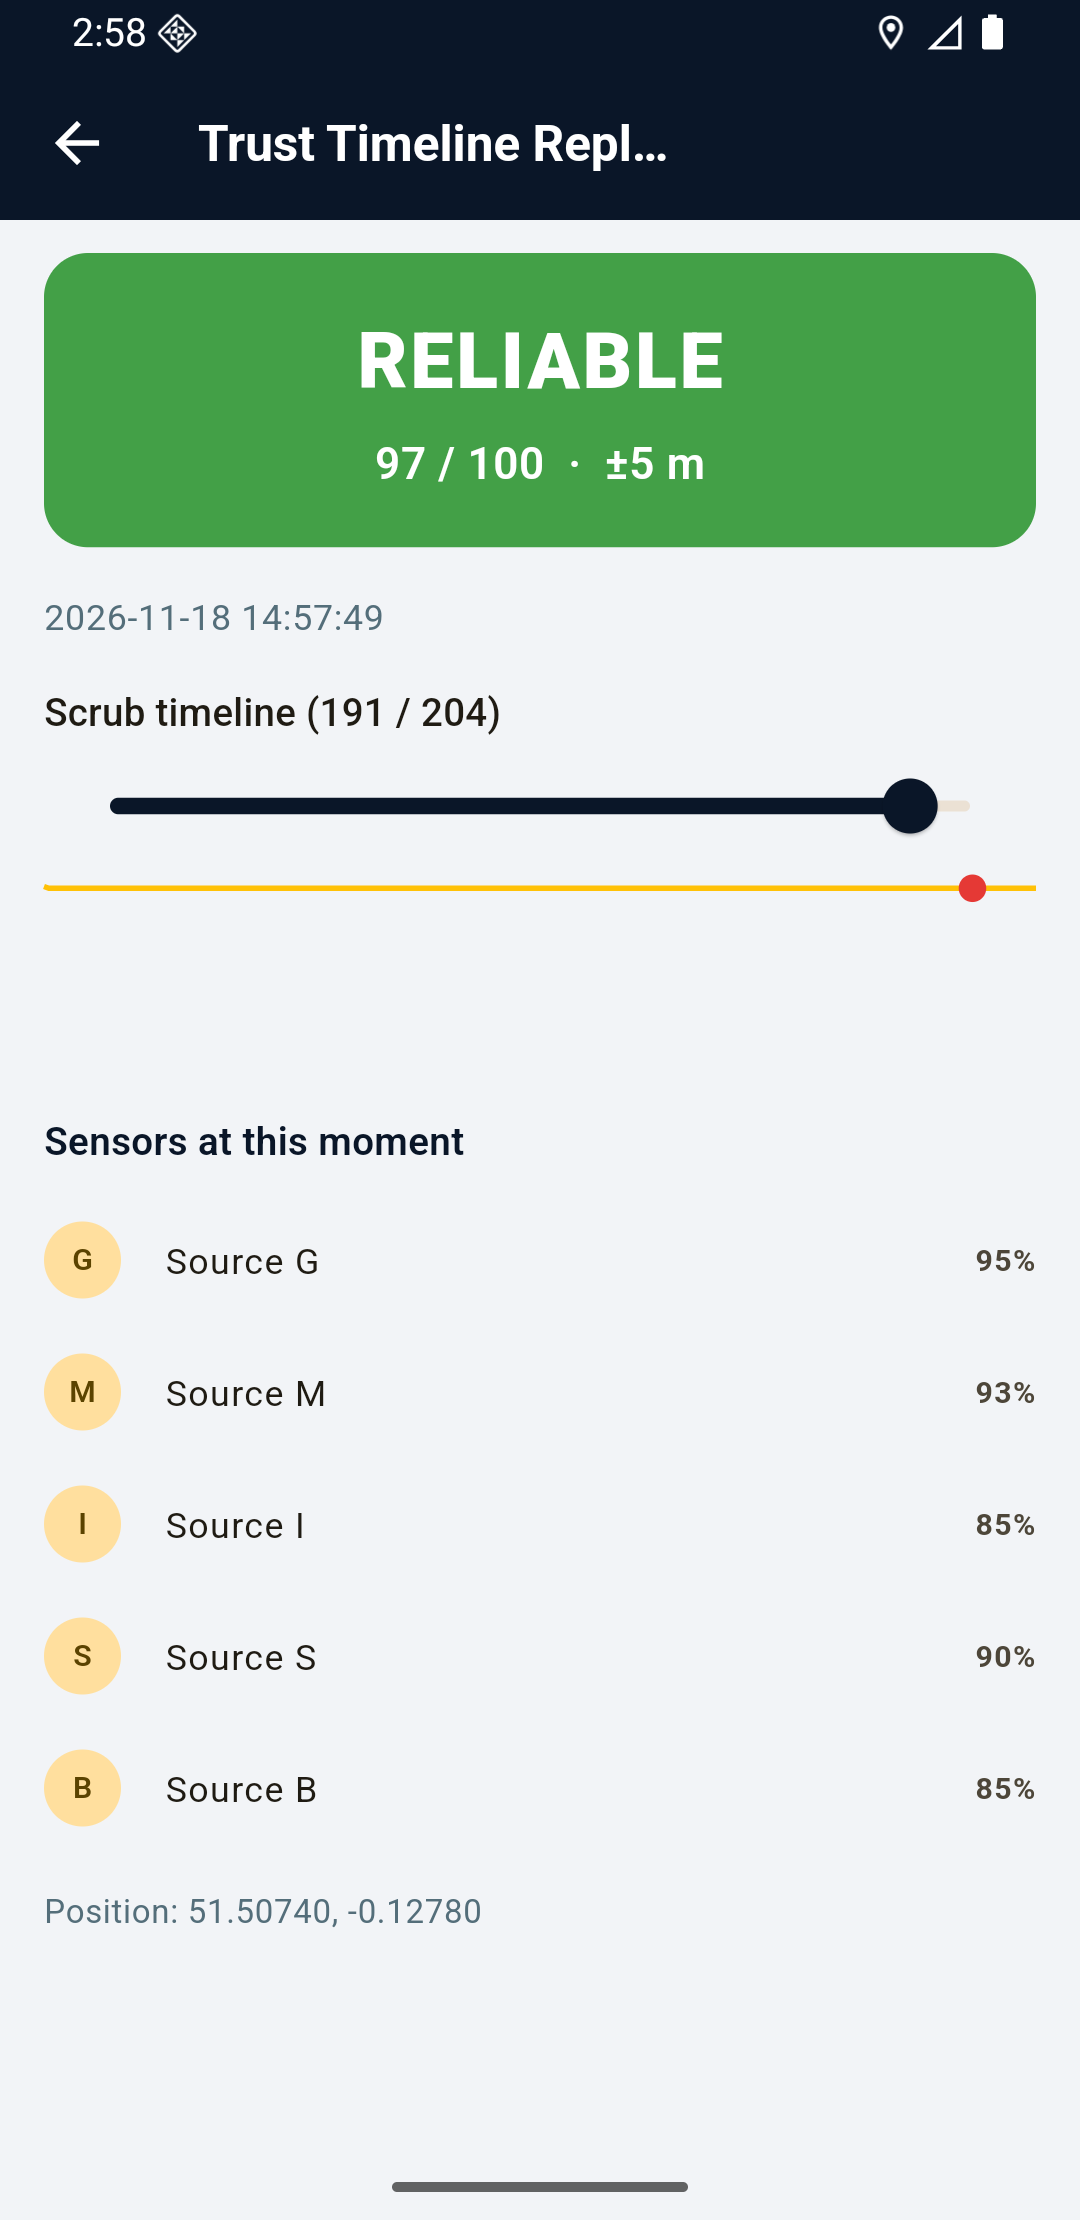 2:58
Trust Timeline Repl...
RELIABLE
97 / 100 · ±5 m
2026-11-18 14:57:49
Scrub timeline (191 / 204)
Sensors at this moment
G Source G 95%
M Source M 93%
I Source I 85%
S Source S 90%
B Source B 85%
Position: 51.50740, -0.12780